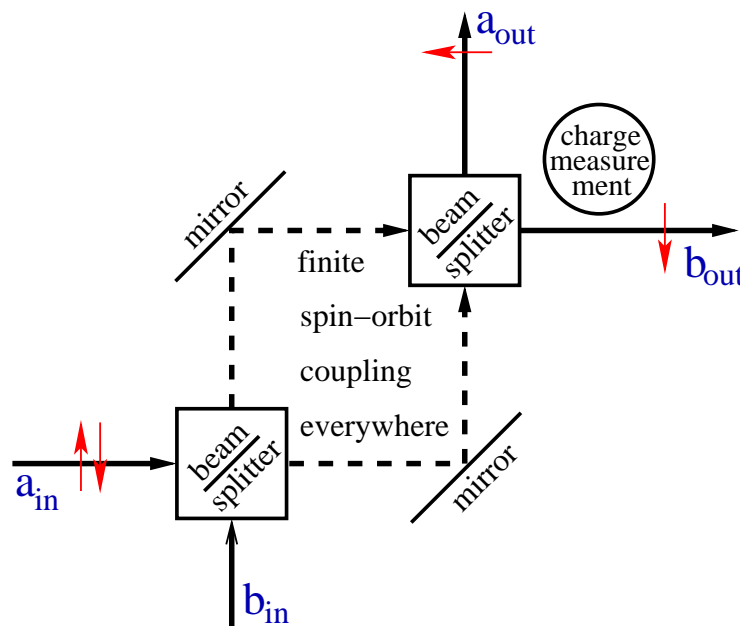 a_out
charge
measure
ment
mirror
beam
splitter
b_out
finite
spin−orbit
coupling
everywhere
beam
splitter
mirror
a_in
b_in